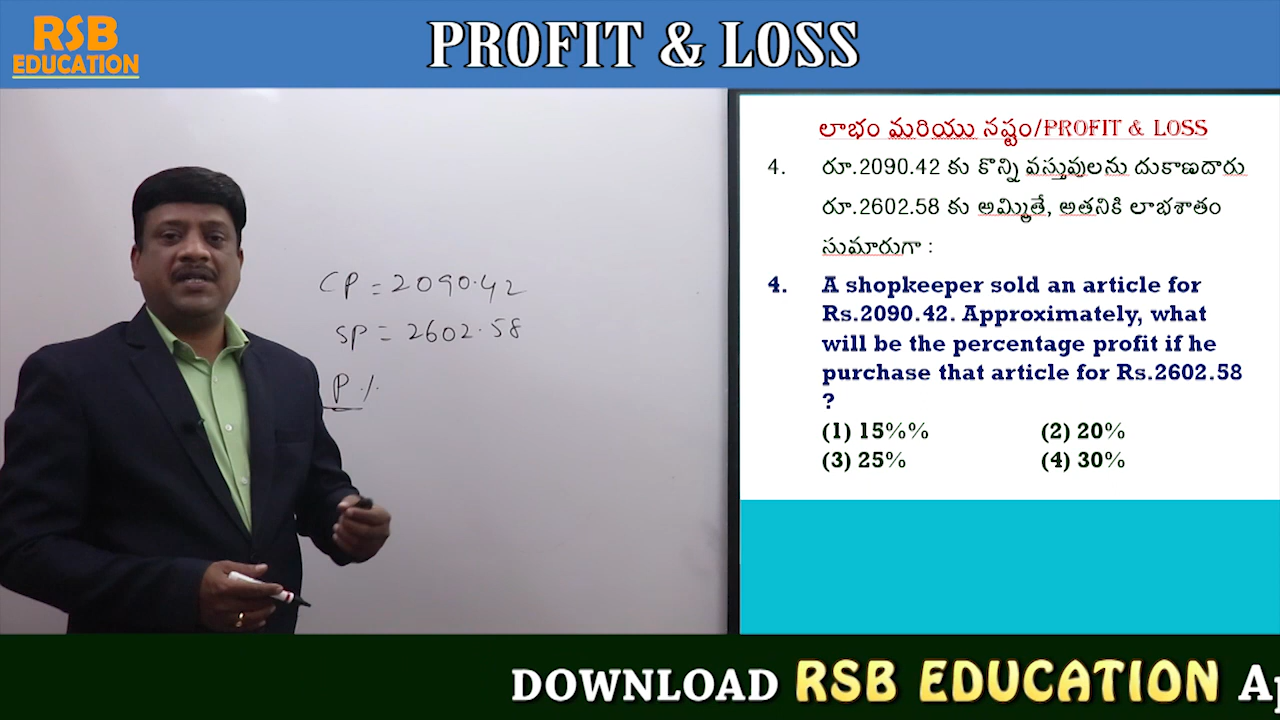 RSB
EDUCATION
PROFIT & LOSS
CP = 2090.42
SP = 2602.58
P %
లాభం మరియు నష్టం/PROFIT & LOSS
4. రూ.2090.42 కు కొన్ని వస్తువులను దుకాణదారు
రూ.2602.58 కు అమ్మితే, అతనికి లాభశాతం
సుమారుగా :
4. A shopkeeper sold an article for
Rs.2090.42. Approximately, what
will be the percentage profit if he
purchase that article for Rs.2602.58
?
(1) 15%% (2) 20%
(3) 25% (4) 30%
DOWNLOAD RSB EDUCATION Ap